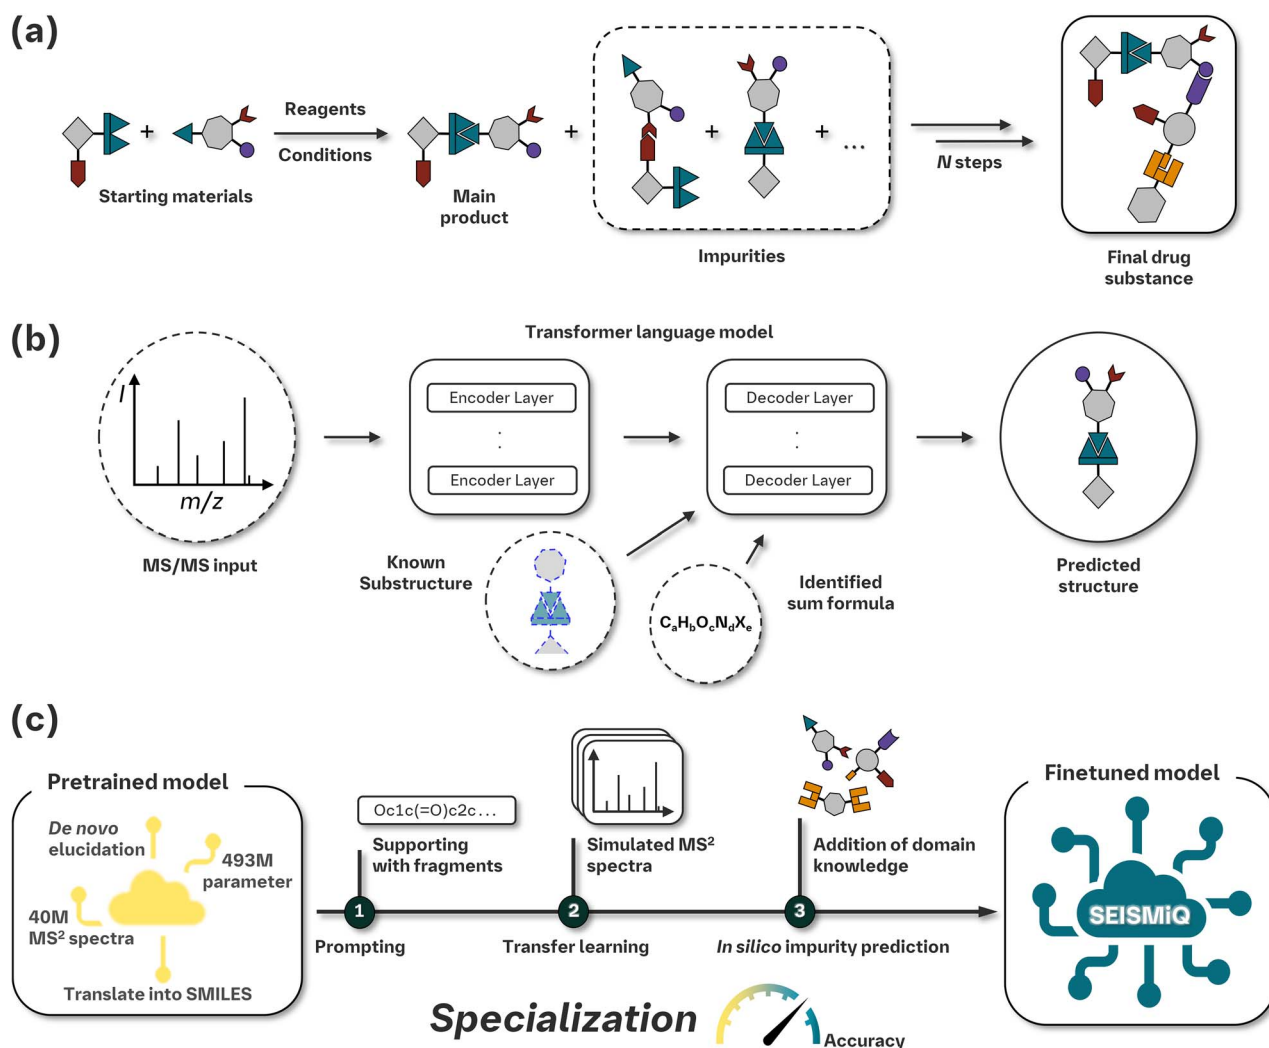 (a)
+
Reagents
Conditions
+
+
+
...
N steps
Starting materials
Main
product
Impurities
Final drug
substance
(b)
Transformer language model
I
m/z
MS/MS input
Encoder Layer
:
Encoder Layer
Decoder Layer
:
Decoder Layer
Known
Substructure
CₐHbOcNdXₑ
Identified
sum formula
Predicted
structure
(c)
Pretrained model
De novo
elucidation
493M
parameter
40M
MS² spectra
Translate into SMILES
Oc1c(=O)c2c...
Supporting
with fragments
1
Prompting
Simulated MS²
spectra
2
Transfer learning
Addition of domain
knowledge
3
In silico impurity prediction
Finetuned model
SEISMiQ
Specialization
Accuracy